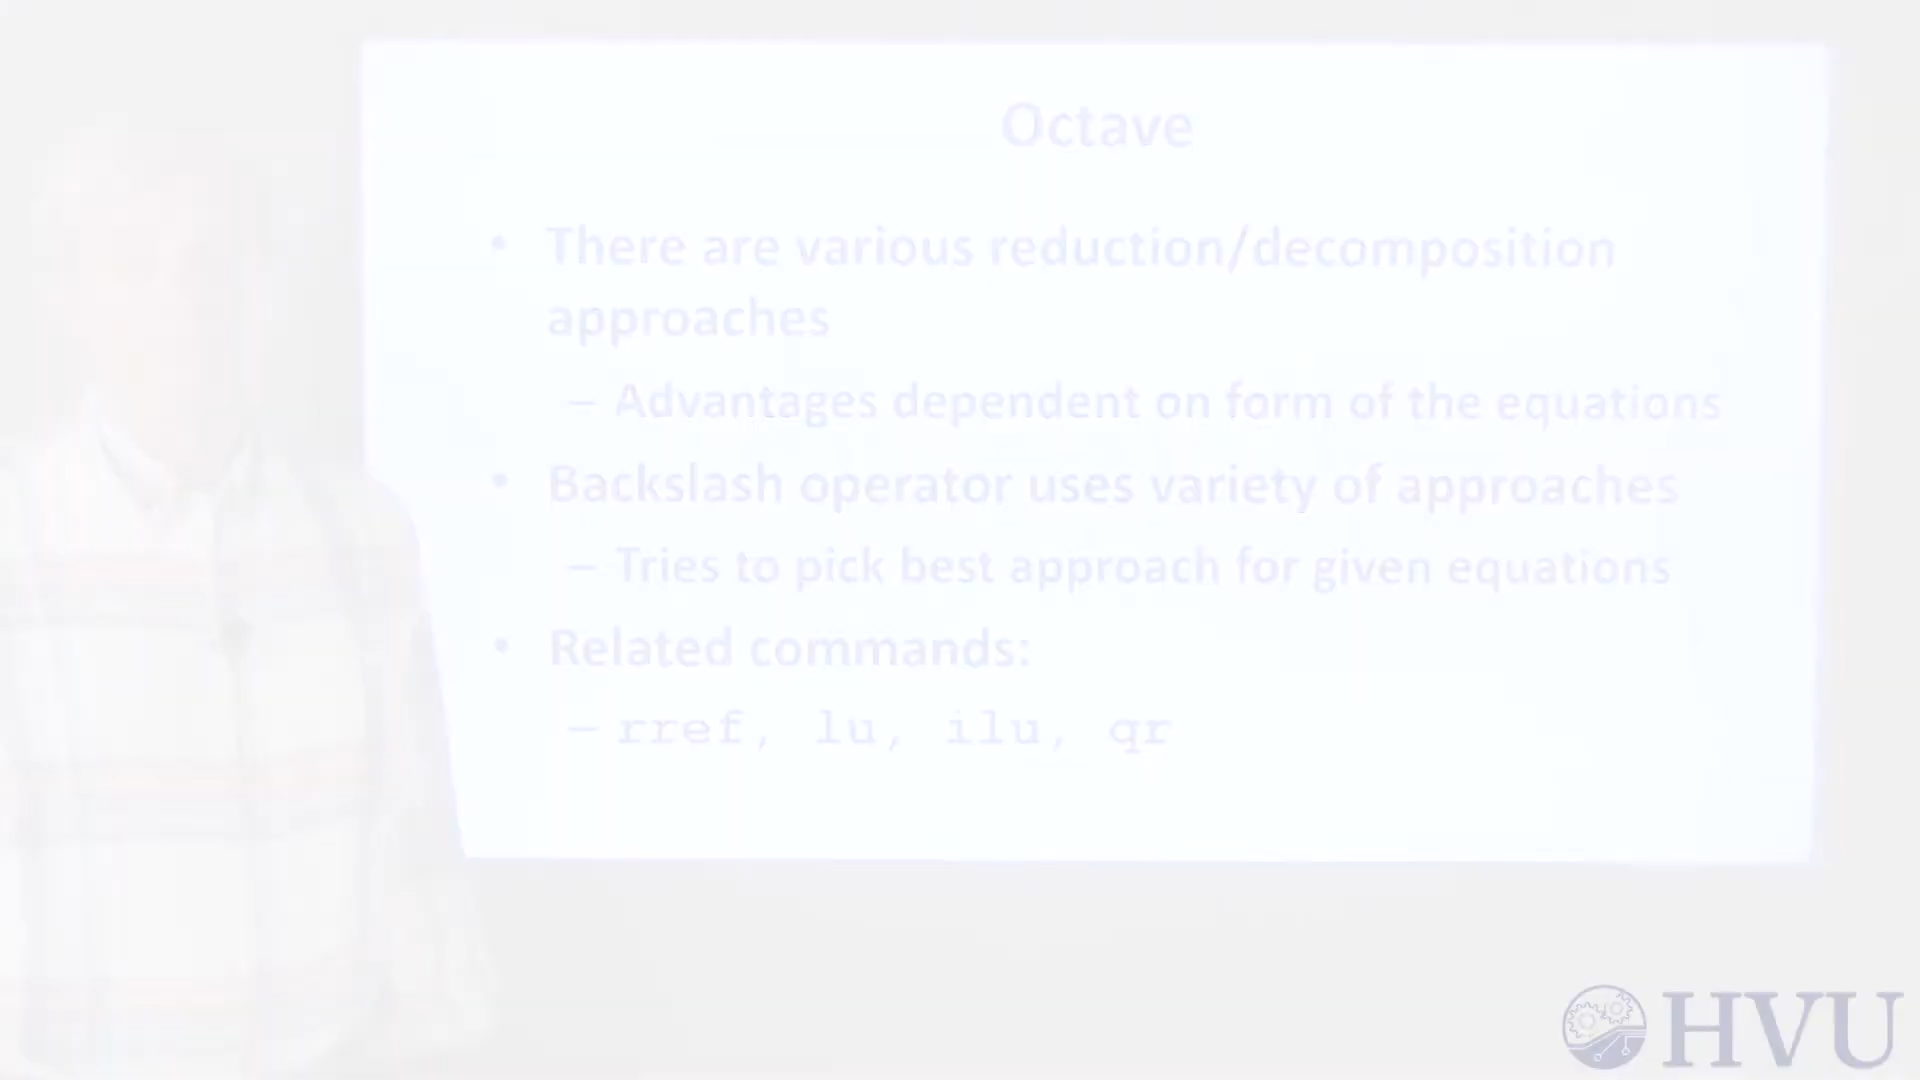 Octave
• There are various reduction/decomposition
approaches
– Advantages dependent on form of the equations
• Backslash operator uses variety of approaches
– Tries to pick best approach for given equations
• Related commands:
– rref, lu, ilu, qr
HVU